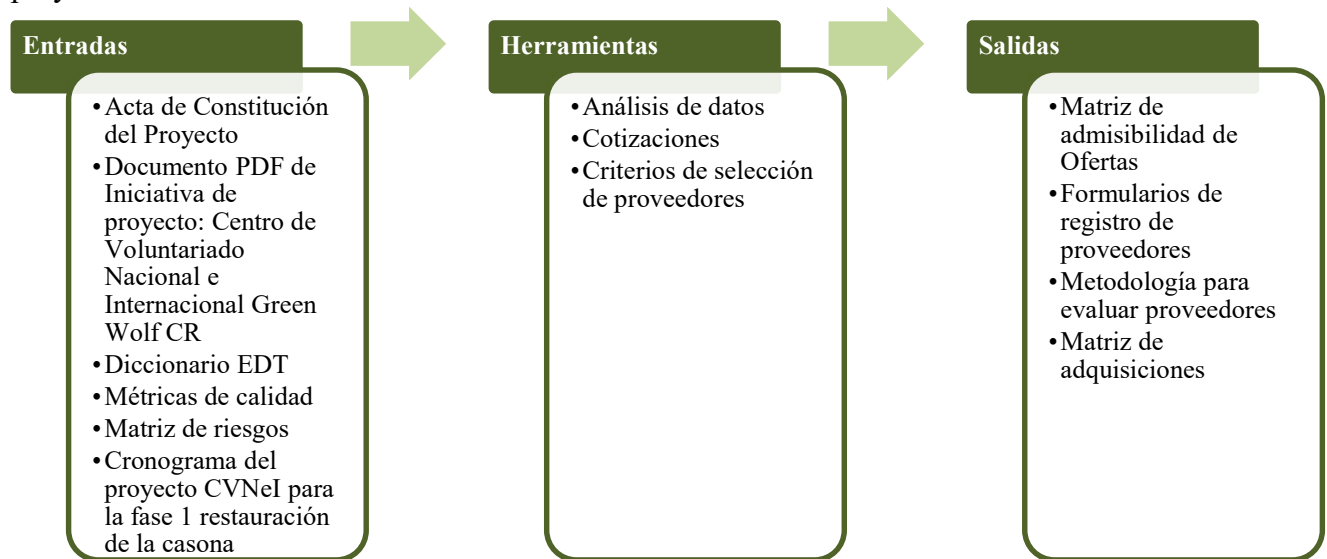 Entradas
•Acta de Constitución
del Proyecto
•Documento PDF de
Iniciativa de
proyecto: Centro de
Voluntariado
Nacional e
Internacional Green
Wolf CR
•Diccionario EDT
•Métricas de calidad
•Matriz de riesgos
•Cronograma del
proyecto CVNeI para
la fase 1 restauración
de la casona
Herramientas
•Análisis de datos
•Cotizaciones
•Criterios de selección
de proveedores
Salidas
•Matriz de
admisibilidad de
Ofertas
•Formularios de
registro de
proveedores
•Metodología para
evaluar proveedores
•Matriz de
adquisiciones